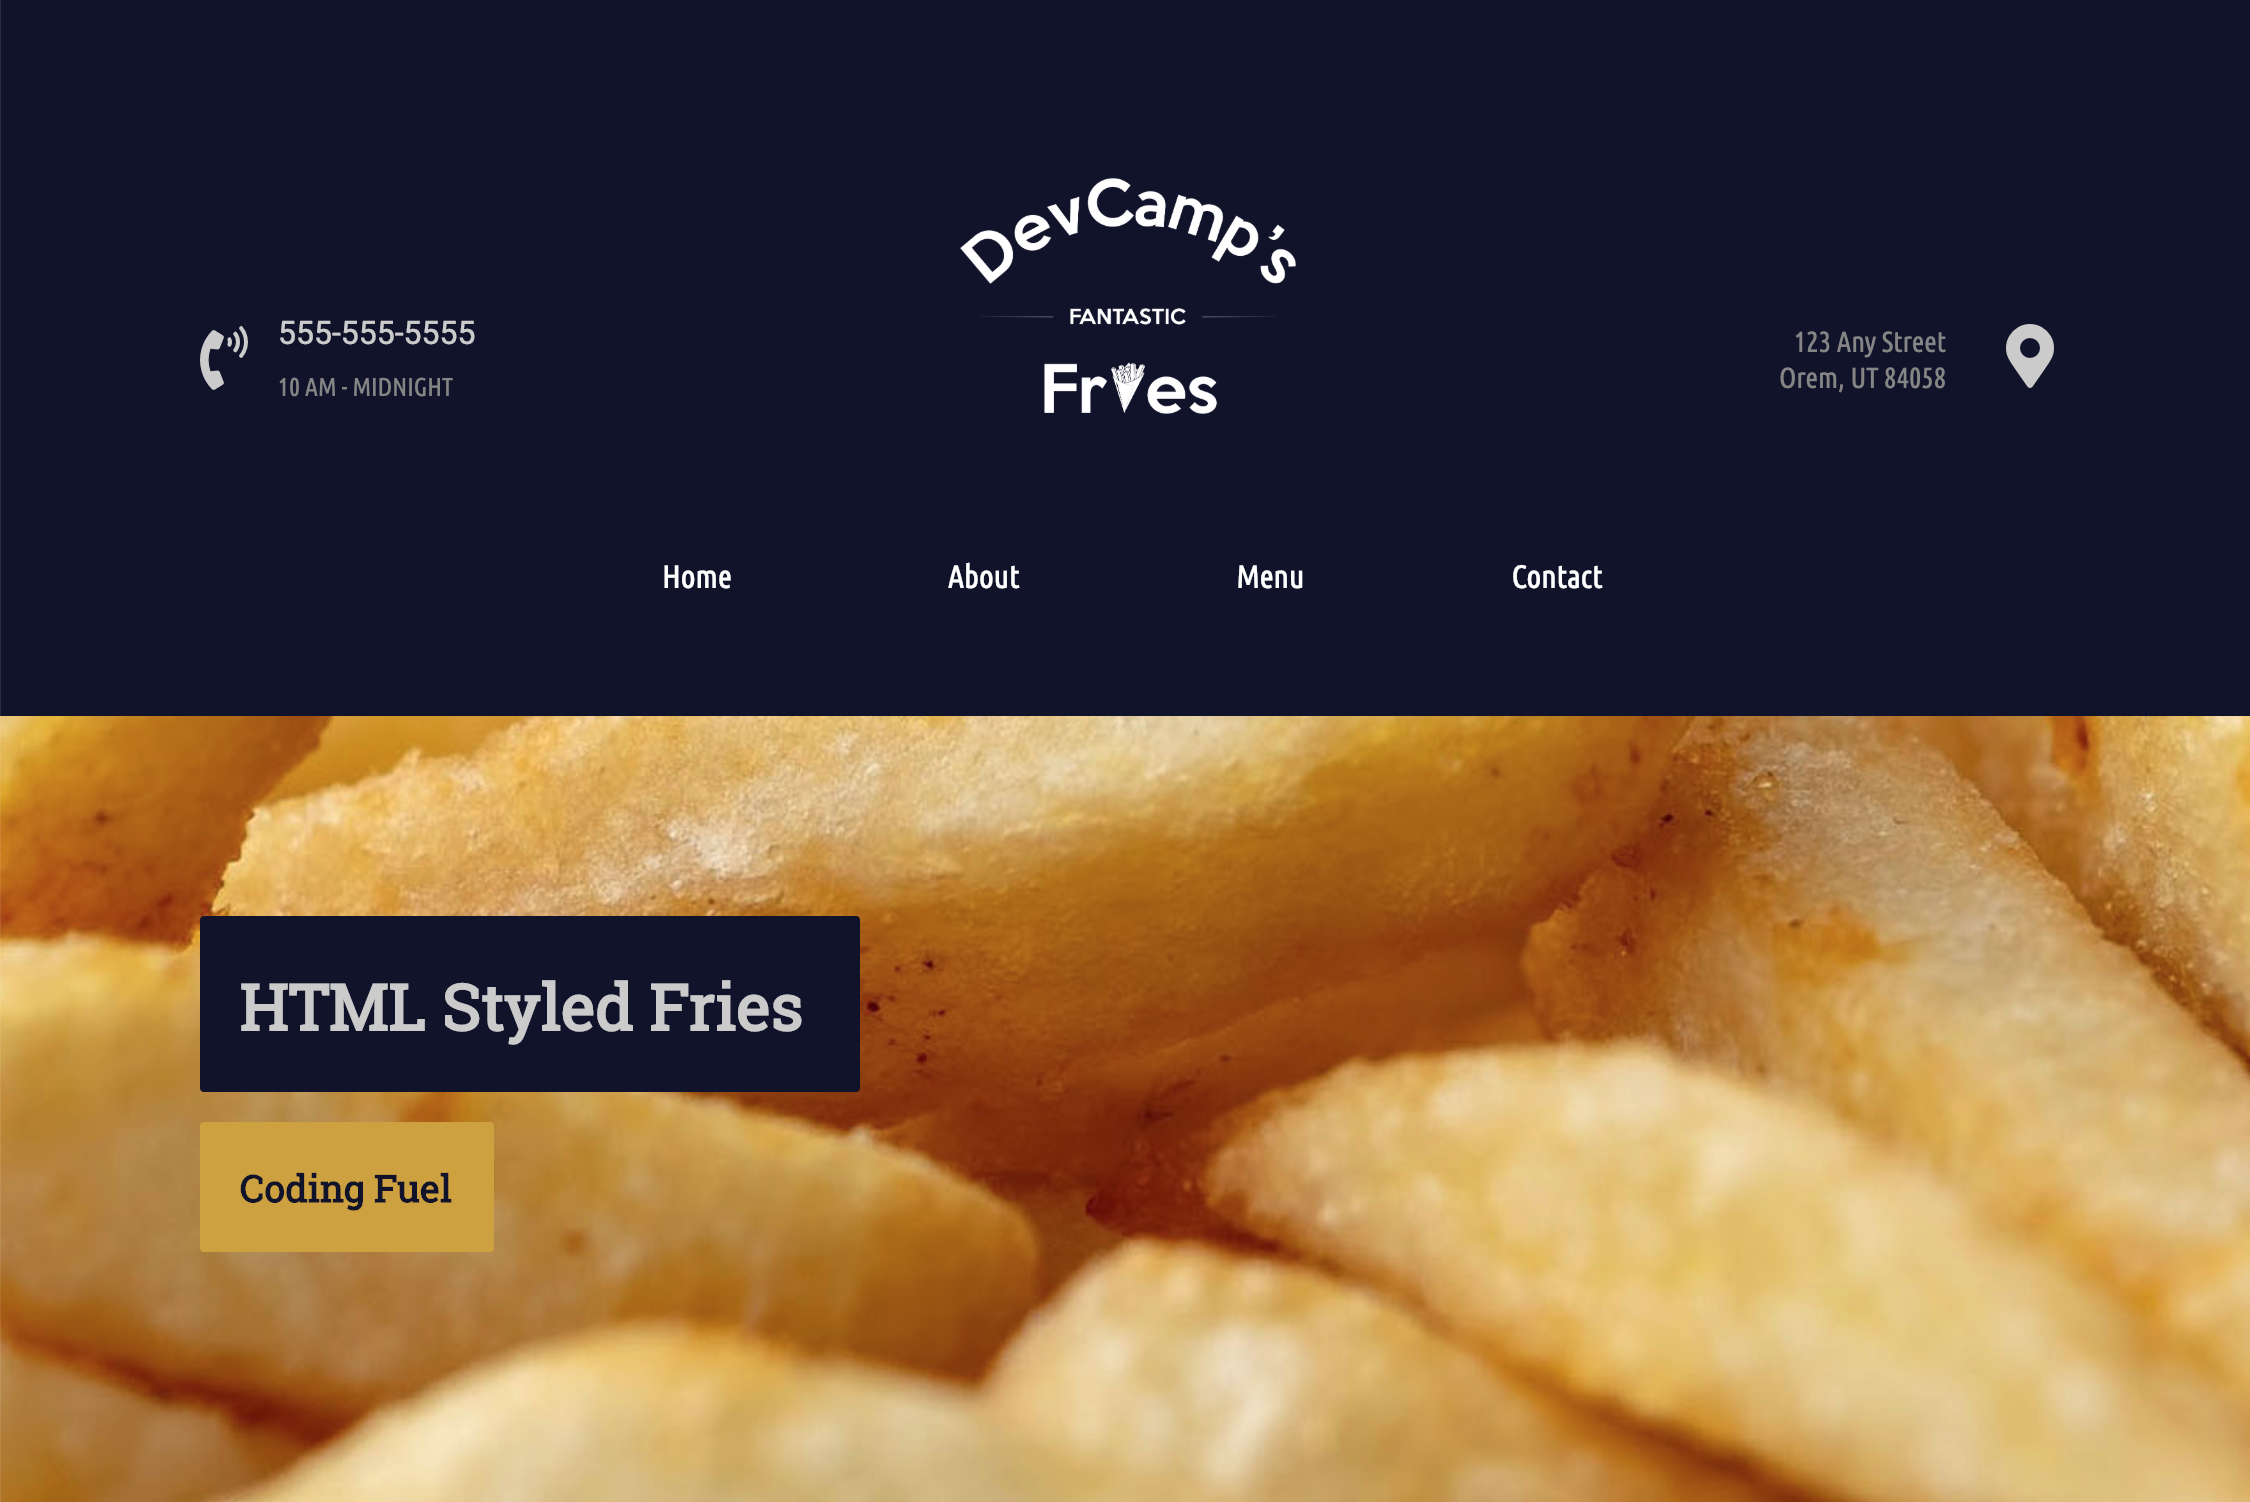 DevCamp's
FANTASTIC
Fries
555-555-5555
10 AM - MIDNIGHT
123 Any Street
Orem, UT 84058
Home
About
Menu
Contact
HTML Styled Fries
Coding Fuel